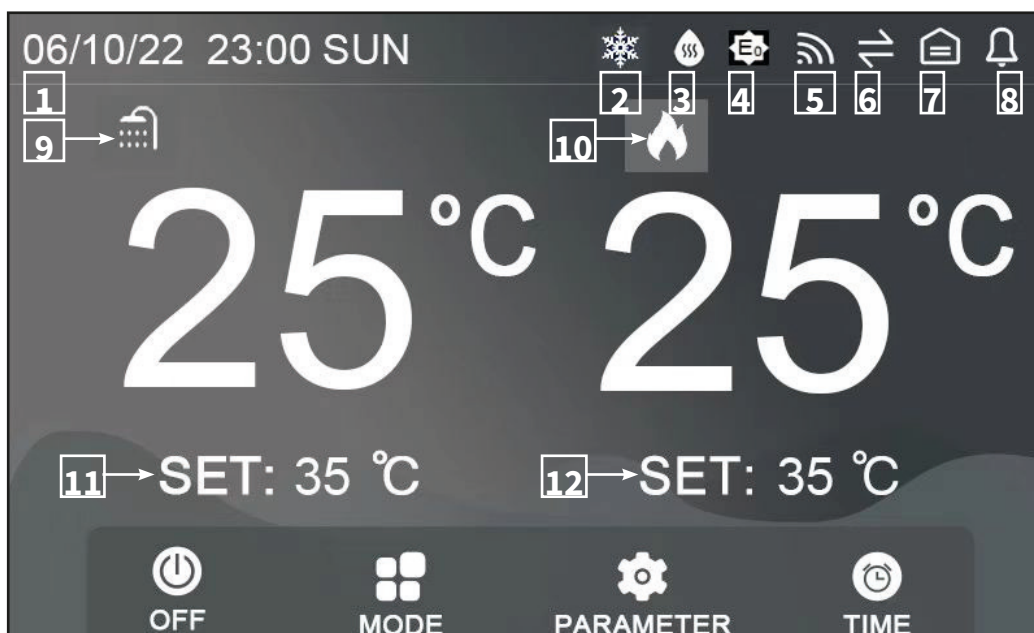 06/10/22 23:00 SUN
E0
1 2 3 4 5 6 7 8
9 10
25°C 25°C
11 SET: 35 ℃ 12 SET: 35 ℃
OFF MODE PARAMETER TIME